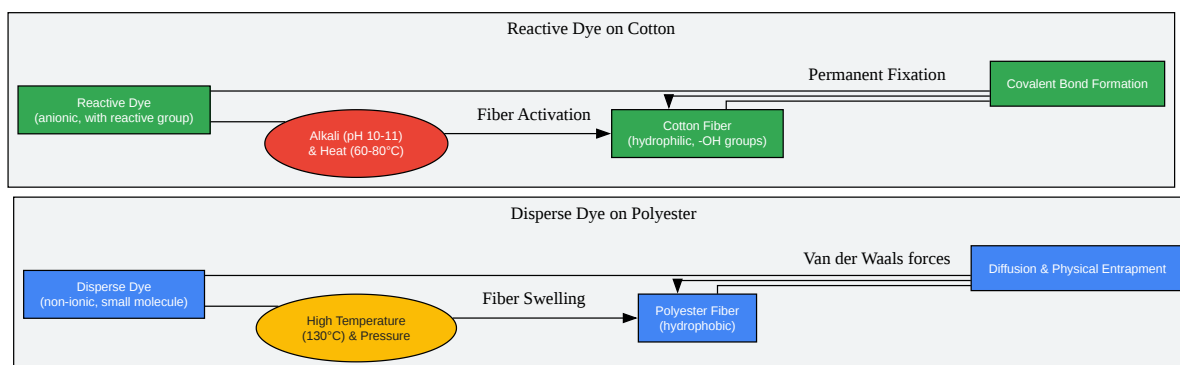 Reactive Dye on Cotton
Permanent Fixation
Covalent Bond Formation
Reactive Dye
(anionic, with reactive group)
Fiber Activation
Alkali (pH 10-11)
& Heat (60-80°C)
Cotton Fiber
(hydrophilic, -OH groups)
Disperse Dye on Polyester
Van der Waals forces
Diffusion & Physical Entrapment
Disperse Dye
(non-ionic, small molecule)
Fiber Swelling
High Temperature
(130°C) & Pressure
Polyester Fiber
(hydrophobic)